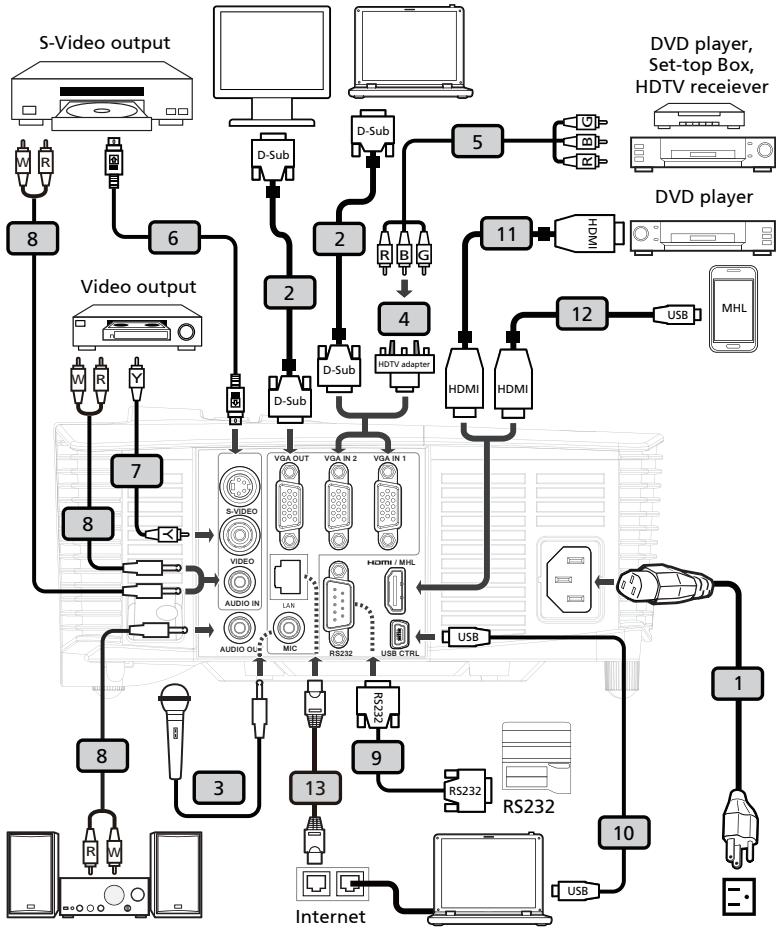 S-Video output
DVD player,
Set-top Box,
HDTV receiever
D-Sub
D-Sub
5
G
B
R
W R
DVD player
8
6
2
2
R B G
11
HDMI
12
USB
MHL
Video output
4
D-Sub
HDTV adapter
HDMI
HDMI
W R Y
D-Sub
7
8
VGA OUT
VGA IN 2
VGA IN 1
S-VIDEO
VIDEO
Y
HDMI / MHL
AUDIO IN
LAN
AUDIO OU
MIC
RS232
USB CTRL
USB
1
RS232
8
3
13
9
RS232
RS232
10
R W
USB
Internet